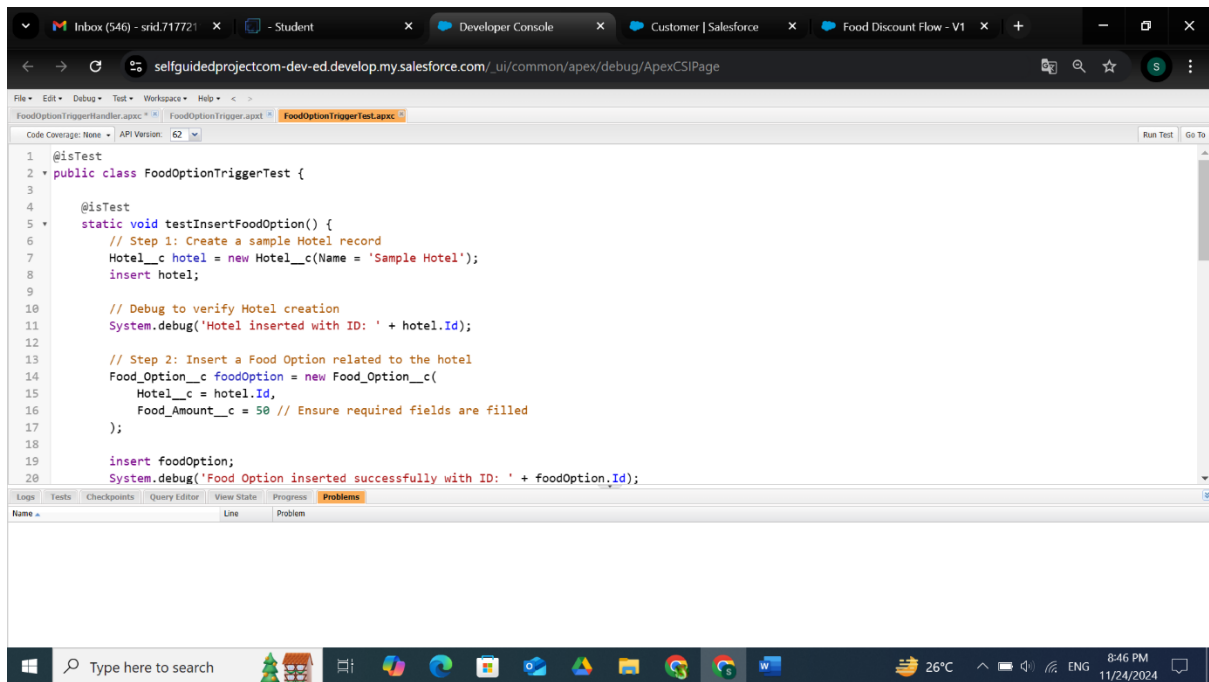 Inbox (546) - srid.717721
- Student
Developer Console
Customer | Salesforce
Food Discount Flow - V1
selfguidedprojectcom-dev-ed.develop.my.salesforce.com/_ui/common/apex/debug/ApexCSIPage
S
File Edit Debug Test Workspace Help < >
FoodOptionTriggerHandler.apxc * FoodOptionTrigger.apxt FoodOptionTriggerTest.apxc
Code Coverage: None API Version: 62 Run Test Go To
1 @isTest
2 public class FoodOptionTriggerTest {
3
4 @isTest
5 static void testInsertFoodOption() {
6 // Step 1: Create a sample Hotel record
7 Hotel__c hotel = new Hotel__c(Name = 'Sample Hotel');
8 insert hotel;
9
10 // Debug to verify Hotel creation
11 System.debug('Hotel inserted with ID: ' + hotel.Id);
12
13 // Step 2: Insert a Food Option related to the hotel
14 Food_Option__c foodOption = new Food_Option__c(
15 Hotel__c = hotel.Id,
16 Food_Amount__c = 50 // Ensure required fields are filled
17 );
18
19 insert foodOption;
20 System.debug('Food Option inserted successfully with ID: ' + foodOption.Id);
Logs Tests Checkpoints Query Editor View State Progress Problems
Name Line Problem
Type here to search
26°C ENG 8:46 PM
11/24/2024